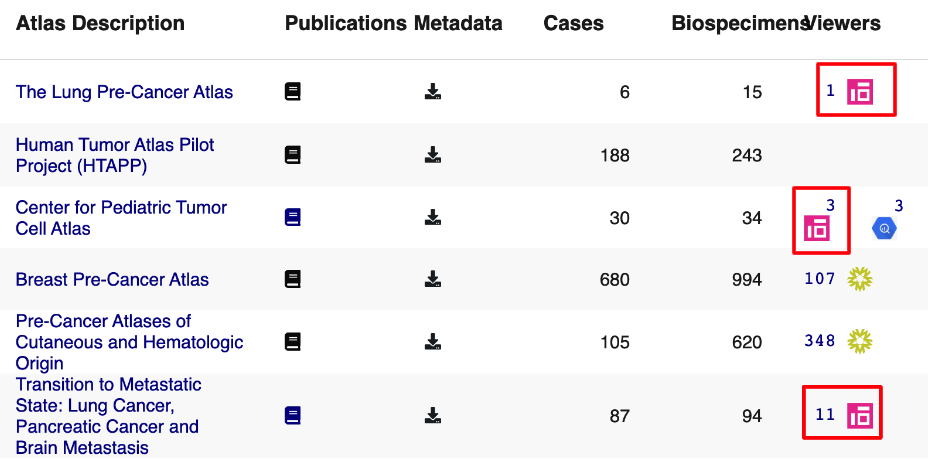 Atlas Description Publications Metadata Cases Biospecimens Viewers
The Lung Pre-Cancer Atlas 6 15 1
Human Tumor Atlas Pilot
Project (HTAPP) 188 243
Center for Pediatric Tumor
Cell Atlas 30 34 3 3
Breast Pre-Cancer Atlas 680 994 107
Pre-Cancer Atlases of
Cutaneous and Hematologic
Origin 105 620 348
Transition to Metastatic
State: Lung Cancer,
Pancreatic Cancer and
Brain Metastasis 87 94 11